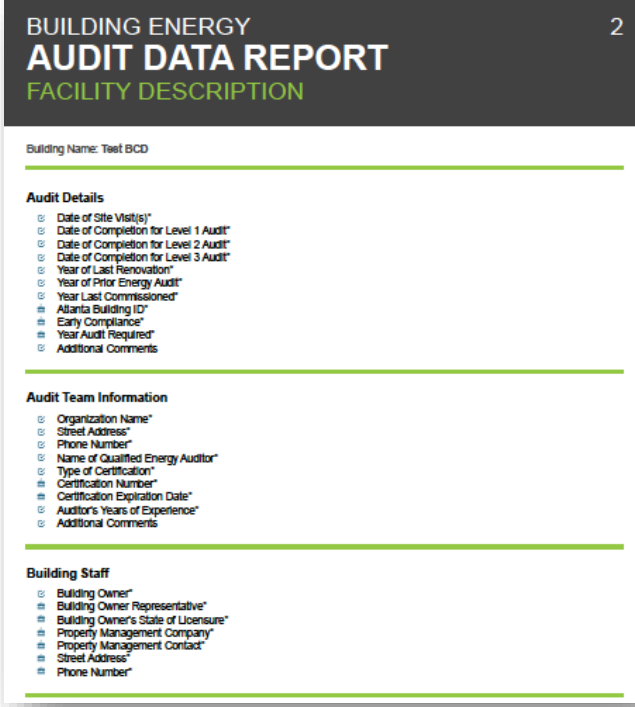 BUILDING ENERGY
2
AUDIT DATA REPORT
FACILITY DESCRIPTION
Building Name: Test BCD
Audit Details
Date of Site Visit(s)*
Date of Completion for Level 1 Audit*
Date of Completion for Level 2 Audit*
Date of Completion for Level 3 Audit*
Year of Last Renovation*
Year of Prior Energy Audit*
Year Last Commissioned*
Atlanta Building ID*
Early Compliance*
Year Audit Required*
Additional Comments
Audit Team Information
Organization Name*
Street Address*
Phone Number*
Name of Qualified Energy Auditor*
Type of Certification*
Certification Number*
Certification Expiration Date*
Auditor's Years of Experience*
Additional Comments
Building Staff
Building Owner*
Building Owner Representative*
Building Owner's State of Licensure*
Property Management Company*
Property Management Contact*
Street Address*
Phone Number*